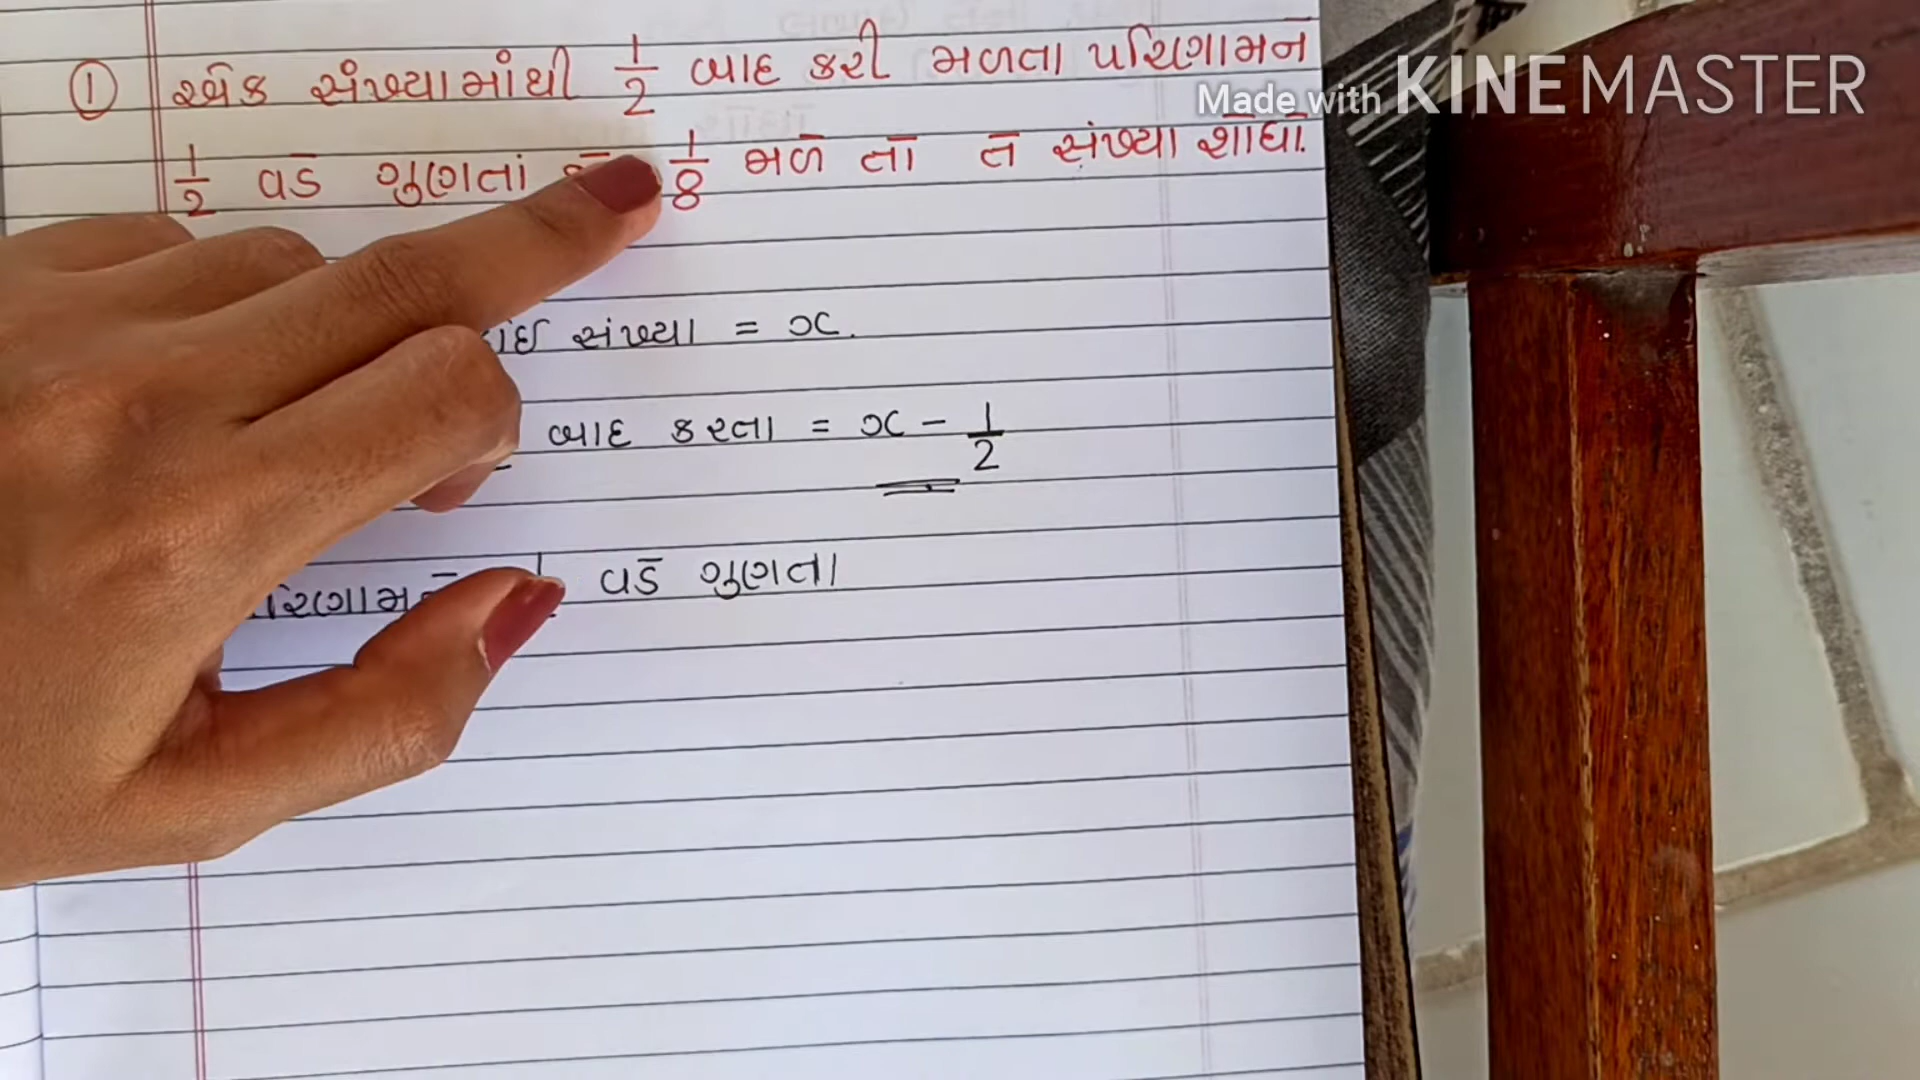 ① એક સંખ્યામાંથી 1/2 બાદ કરી મળતા પરિણામને
Made with KINEMASTER
1/2 વડે ગુણતાં 1/8 મળે તો તે સંખ્યા શોધો.
સંખ્યા = x.
બાદ કરતા = x - 1/2
વડે ગુણતા